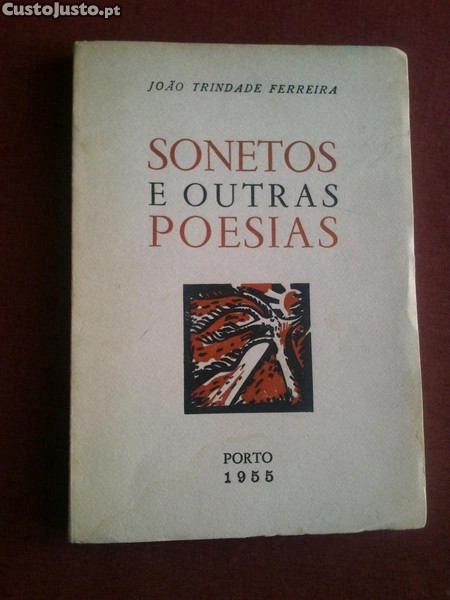 CustoJusto.pt
JOÃO TRINDADE FERREIRA
SONETOS
E OUTRAS
POESIAS
PORTO
1955